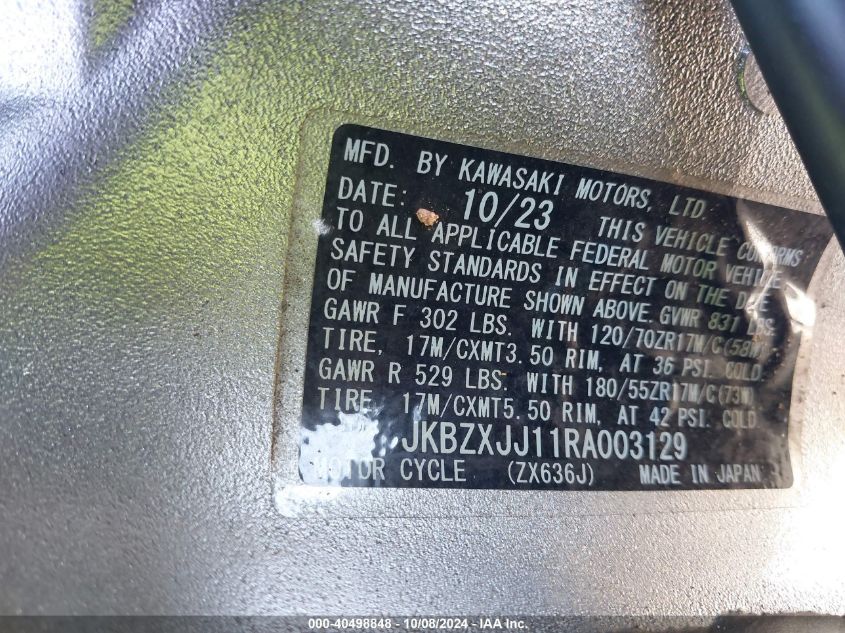 MFD. BY KAWASAKI MOTORS, LTD
DATE: 10/23 THIS VEHICLE CONFORMS
TO ALL APPLICABLE FEDERAL MOTOR VEHICLE
SAFETY STANDARDS IN EFFECT ON THE DATE
OF MANUFACTURE SHOWN ABOVE. GVWR 831 LBS.
GAWR F 302 LBS. WITH 120/70ZR17M/C(58W)
TIRE, 17M/CXMT3.50 RIM, AT 36 PSI. COLD
GAWR R 529 LBS. WITH 180/55ZR17M/C(73W)
TIRE, 17M/CXMT5.50 RIM, AT 42 PSI. COLD
JKBZXJJ11RA003129
MOTOR CYCLE (ZX636J) MADE IN JAPAN
000-40498848 - 10/08/2024 - IAA Inc.